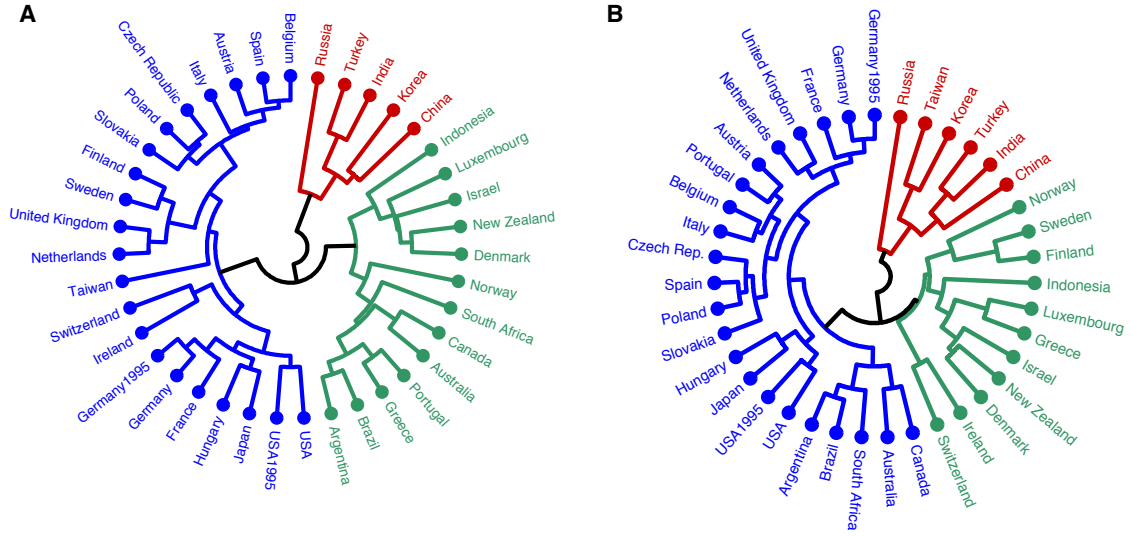 A
Russia
Turkey
India
Korea
China
Indonesia
Luxembourg
Israel
New Zealand
Denmark
Norway
South Africa
Canada
Australia
Portugal
Greece
Brazil
Argentina
USA
USA1995
Japan
Hungary
France
Germany
Germany1995
Ireland
Switzerland
Taiwan
Netherlands
United Kingdom
Sweden
Finland
Slovakia
Poland
Czech Republic
Italy
Austria
Spain
Belgium
B
Russia
Taiwan
Korea
Turkey
India
China
Norway
Sweden
Finland
Indonesia
Luxembourg
Greece
Israel
New Zealand
Denmark
Ireland
Switzerland
Canada
Australia
South Africa
Brazil
Argentina
USA
USA1995
Japan
Hungary
Slovakia
Poland
Spain
Czech Rep.
Italy
Belgium
Portugal
Austria
Netherlands
United Kingdom
France
Germany
Germany1995